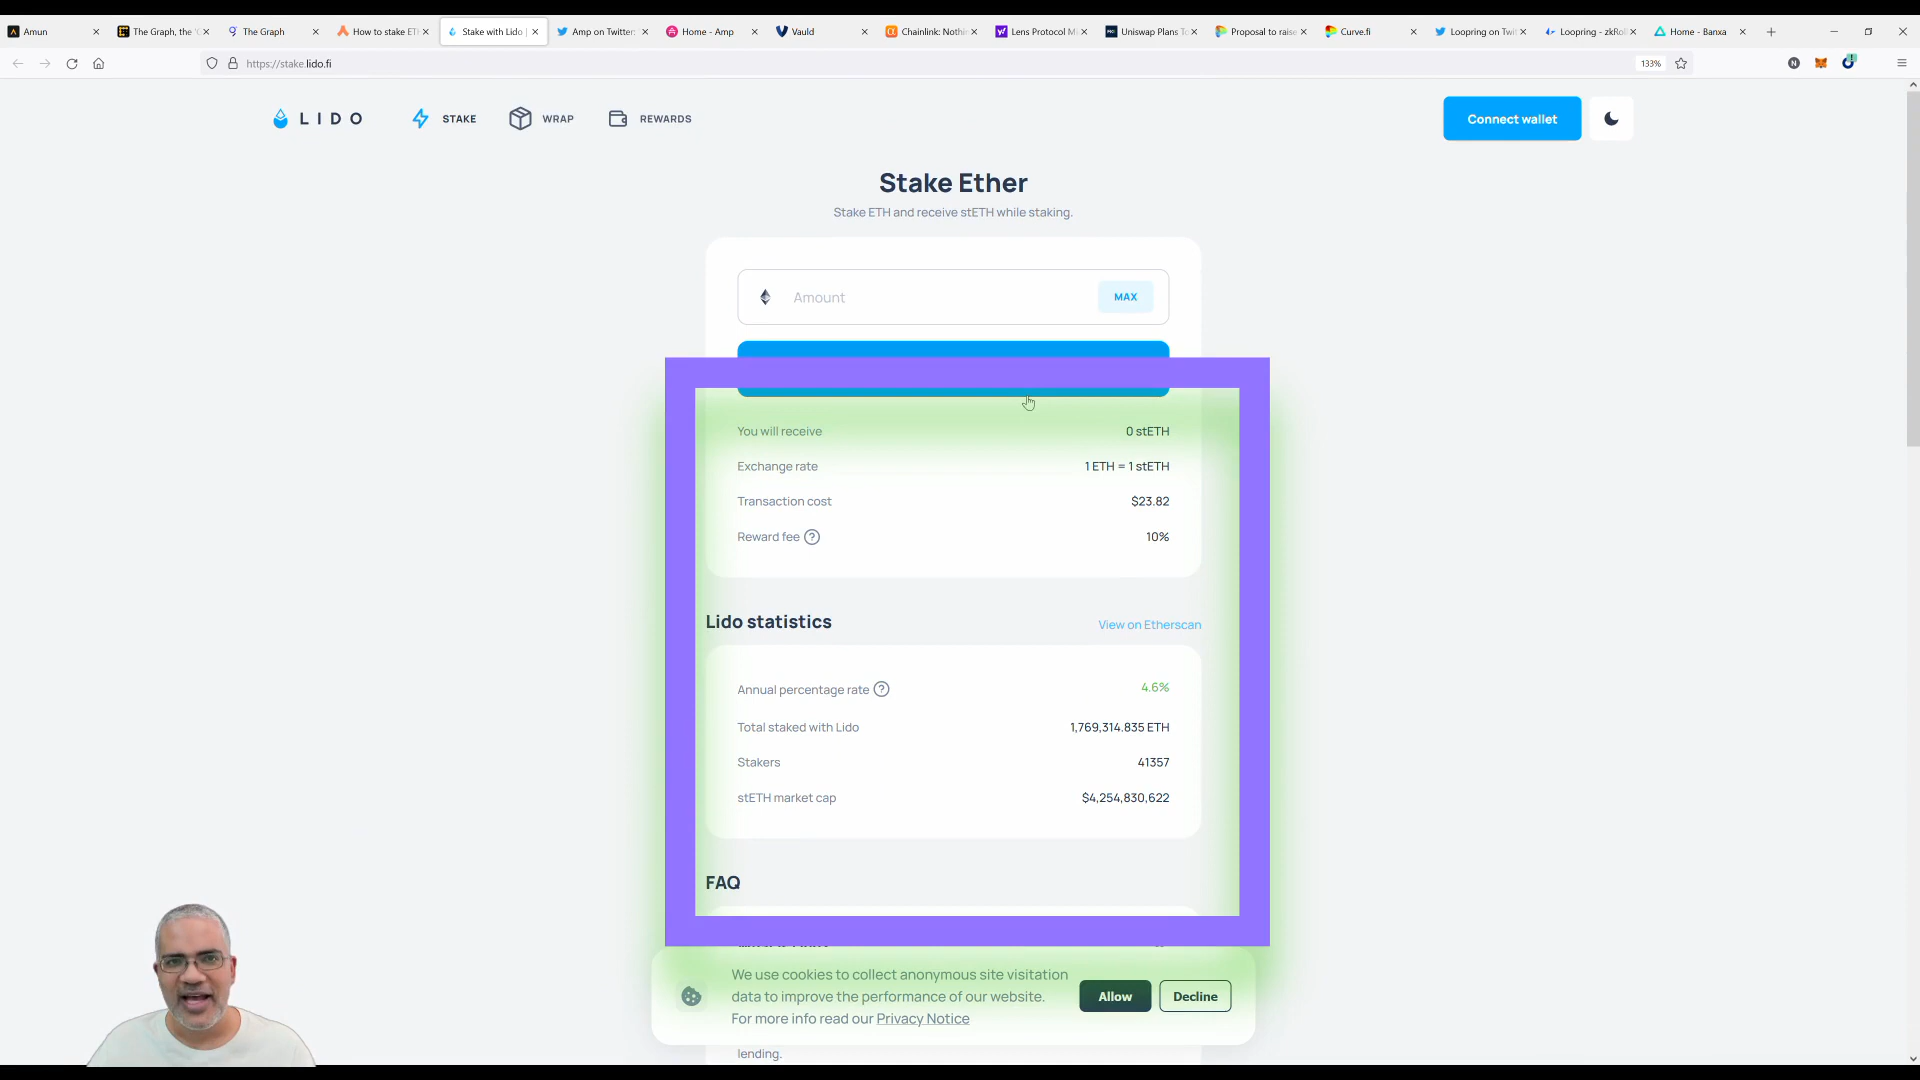 Amun
The Graph, the '
The Graph
How to stake ET
Stake with Lido |
Amp on Twitter:
Home - Amp
Vauld
Chainlink: Nothi
Lens Protocol M
Uniswap Plans To
Proposal to raise
Curve.fi
Loopring on Twi
Loopring - zkRol
Home - Banxa
https://stake.lido.fi
133%
LIDO
STAKE
WRAP
REWARDS
Connect wallet
Stake Ether
Stake ETH and receive stETH while staking.
Amount
MAX
You will receive
0 stETH
Exchange rate
1 ETH = 1 stETH
Transaction cost
$23.82
Reward fee
10%
Lido statistics
View on Etherscan
Annual percentage rate
4.6%
Total staked with Lido
1,769,314.835 ETH
Stakers
41357
stETH market cap
$4,254,830,622
FAQ
We use cookies to collect anonymous site visitation
data to improve the performance of our website.
For more info read our Privacy Notice
Allow
Decline
lending.